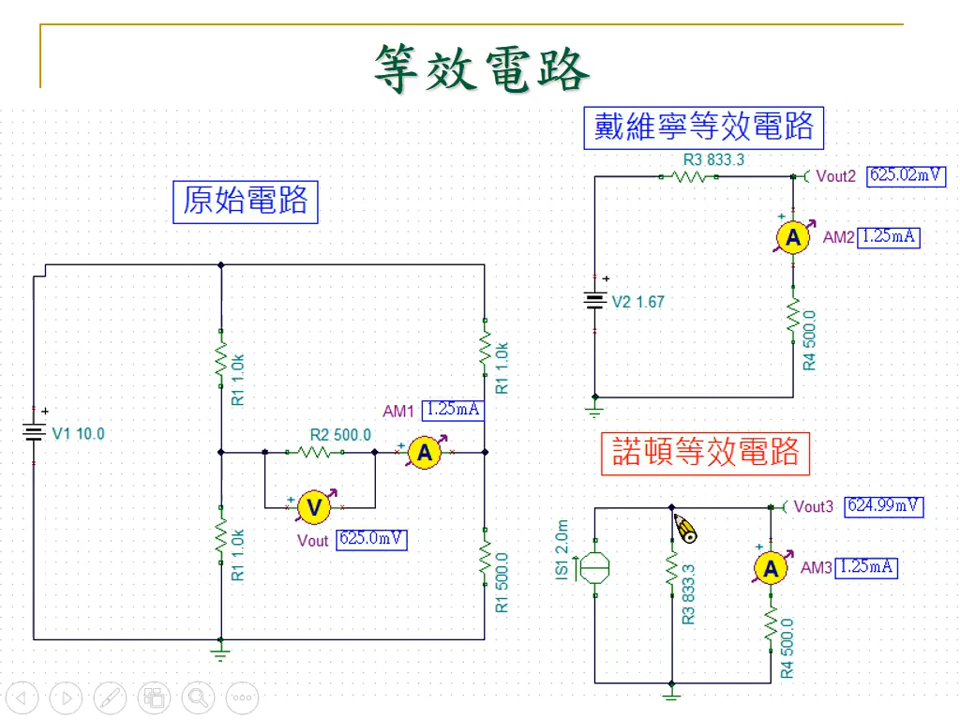 等效電路
戴維寧等效電路
R3 833.3
Vout2 625.02mV
A
AM2 1.25mA
V2 1.67
R4 500.0
原始電路
R1 1.0k
R1 1.0k
AM1 1.25mA
V1 10.0
R2 500.0
A
V
Vout 625.0mV
R1 1.0k
R1 500.0
諾頓等效電路
Vout3 624.99mV
IS1 2.0m
R3 833.3
A
AM3 1.25mA
R4 500.0